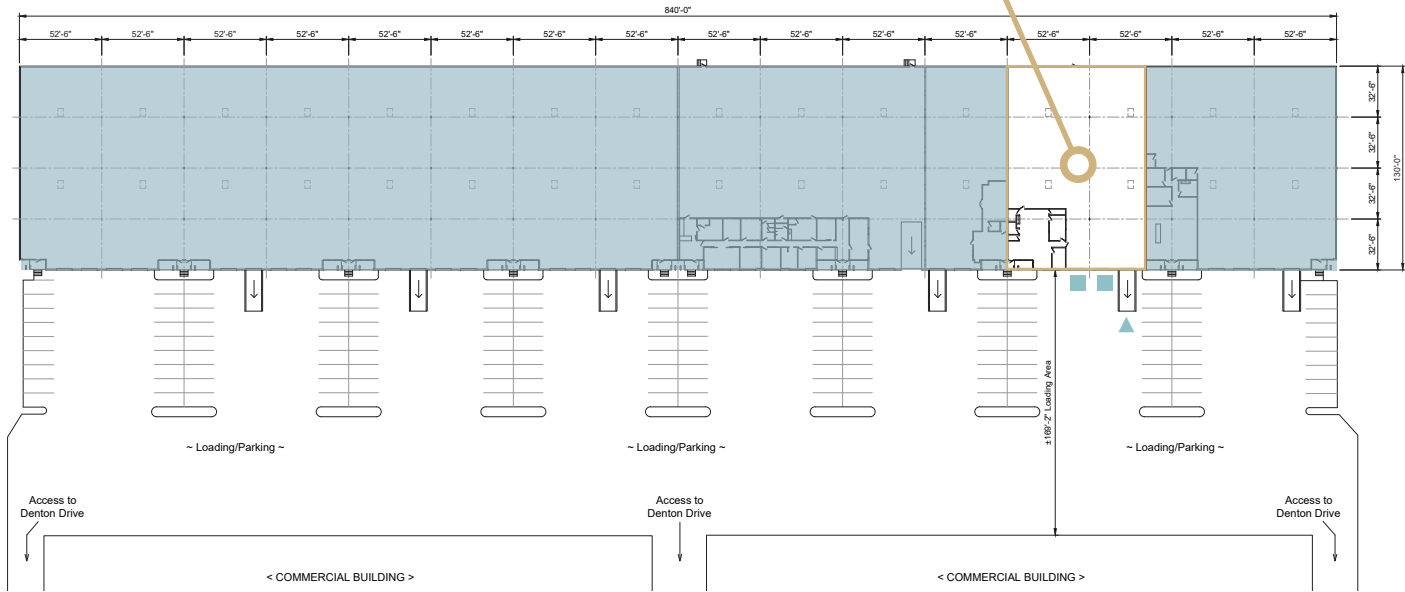 840'-0"
52'-6" 52'-6" 52'-6" 52'-6" 52'-6" 52'-6" 52'-6" 52'-6" 52'-6" 52'-6" 52'-6" 52'-6" 52'-6" 52'-6" 52'-6" 52'-6"
32'-6"
32'-6"
32'-6"
32'-6"
130'-0"
±169'-2" Loading Area
~ Loading/Parking ~
~ Loading/Parking ~
~ Loading/Parking ~
Access to
Denton Drive
Access to
Denton Drive
Access to
Denton Drive
< COMMERCIAL BUILDING >
< COMMERCIAL BUILDING >